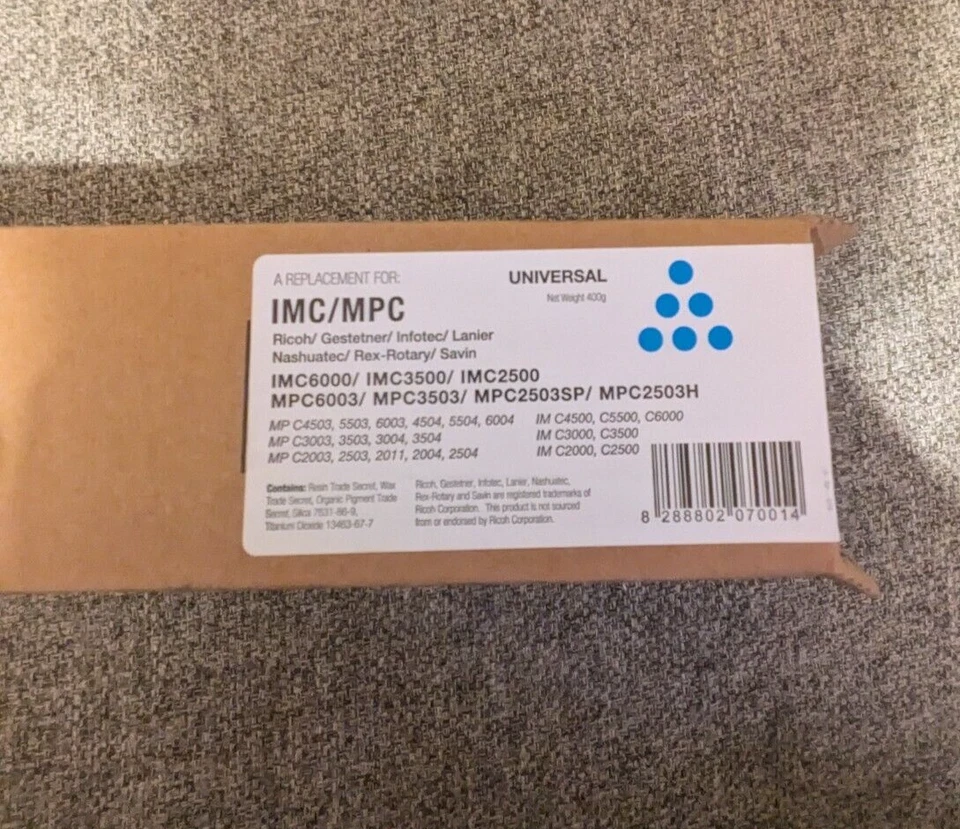 A REPLACEMENT FOR:
UNIVERSAL
Net Weight 400g
IMC/MPC
Ricoh/ Gestetner/ Infotec/ Lanier
Nashuatec/ Rex-Rotary/ Savin
IMC6000/ IMC3500/ IMC2500
MPC6003/ MPC3503/ MPC2503SP/ MPC2503H
MP C4503, 5503, 6003, 4504, 5504, 6004
MP C3003, 3503, 3004, 3504
MP C2003, 2503, 2011, 2004, 2504
IM C4500, C5500, C6000
IM C3000, C3500
IM C2000, C2500
Contains: Resin Trade Secret, Wax
Trade Secret, Organic Pigment Trade
Secret, Silica 7631-86-9,
Titanium Dioxide 13463-67-7
Ricoh, Gestetner, Infotec, Lanier, Nashuatec,
Rex-Rotary and Savin are registered trademarks of
Ricoh Corporation. This product is not sourced
from or endorsed by Ricoh Corporation.
8 288802 070014